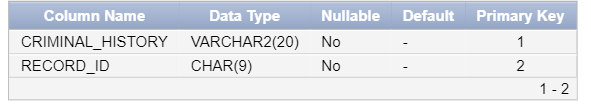 Column Name Data Type Nullable Default Primary Key
CRIMINAL_HISTORY VARCHAR2(20) No - 1
RECORD_ID CHAR(9) No - 2
1 - 2